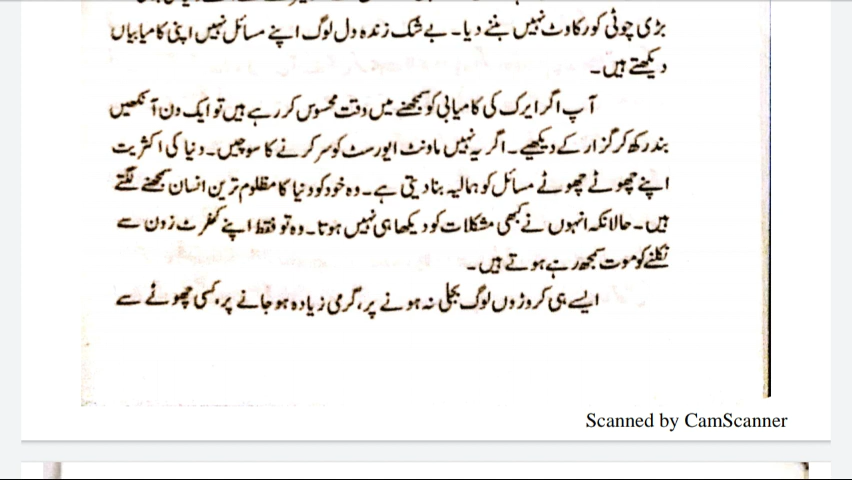 بڑی چوٹی کو رکاوٹ نہیں بننے دیا۔ بے شک زندہ دل لوگ اپنے مسائل نہیں اپنی کامیابیاں
دیکھتے ہیں۔
آپ اگر ایرک کی کامیابی کو سمجھنے میں دقت محسوس کر رہے ہیں تو ایک دن آنکھیں
بند رکھ کر گزار کے دیکھیے۔ اگر یہ نہیں ماونٹ ایورسٹ کو سر کرنے کا سوچیں۔ دنیا کی اکثریت
اپنے چھوٹے چھوٹے مسائل کو ہمالیہ بنا دیتی ہے۔ وہ خود کو دنیا کا مظلوم ترین انسان سمجھنے لگتے
ہیں۔ حالانکہ انہوں نے کبھی مشکلات کو دیکھا ہی نہیں ہوتا۔ وہ تو فقط اپنے کمفرٹ زون سے
نکلنے کو موت سمجھ رہے ہوتے ہیں۔
ایسے ہی کروڑوں لوگ بجلی نہ ہونے پر، گرمی زیادہ ہو جانے پر، کسی چھوٹے سے
Scanned by CamScanner